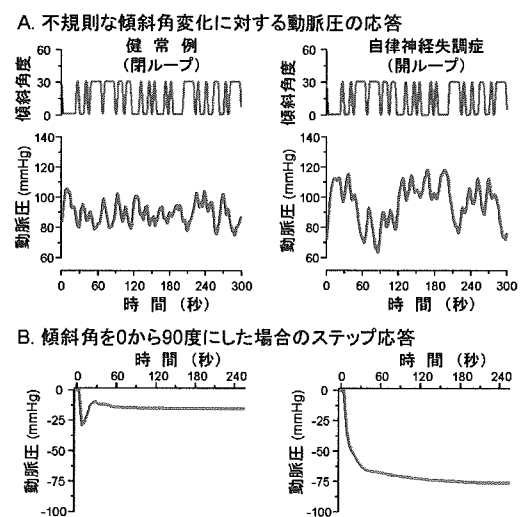 A. 不規則な傾斜角変化に対する動脈圧の応答
健 常 例
(閉ループ)
自律神経失調症
(開ループ)
傾斜角度
60
30
0
傾斜角度
60
30
0
動脈圧 (mmHg)
140
120
100
80
60
動脈圧 (mmHg)
140
120
100
80
60
0 60 120 180 240 300
時 間 (秒)
0 60 120 180 240 300
時 間 (秒)
B. 傾斜角を0から90度にした場合のステップ応答
時 間 (秒)
0 60 120 180 240
時 間 (秒)
0 60 120 180 240
動脈圧 (mmHg)
0
-25
-50
-75
-100
動脈圧 (mmHg)
0
-25
-50
-75
-100